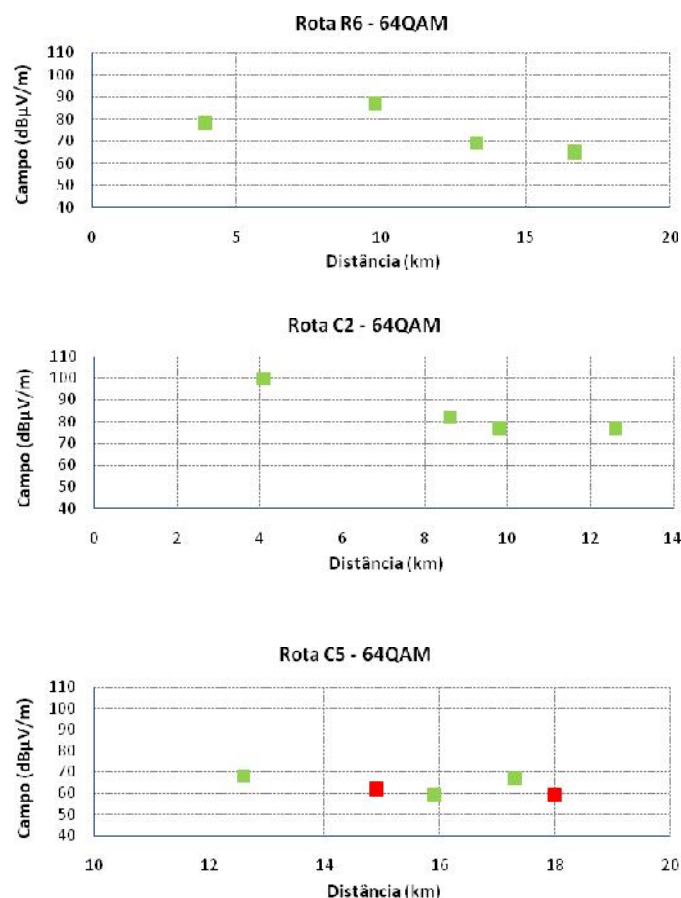 Rota R6 - 64QAM
Campo (dBµV/m)
110
100
90
80
70
60
50
40
0 5 10 15 20
Distância (km)
Rota C2 - 64QAM
Campo (dBµV/m)
110
100
90
80
70
60
50
40
0 2 4 6 8 10 12 14
Distância (km)
Rota C5 - 64QAM
Campo (dBµV/m)
110
100
90
80
70
60
50
40
10 12 14 16 18 20
Distância (km)